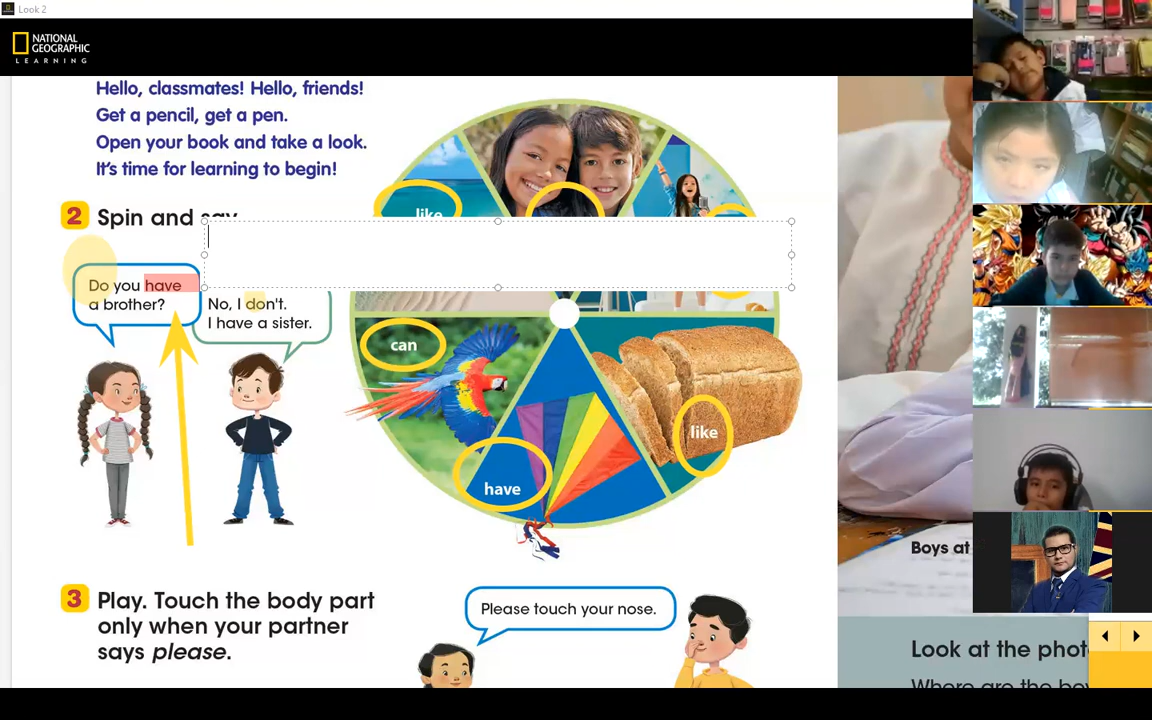 Look 2
NATIONAL
GEOGRAPHIC
LEARNING
Hello, classmates! Hello, friends!
Get a pencil, get a pen.
Open your book and take a look.
It's time for learning to begin!
2 Spin and say
like
Do you have
a brother?
No, I don't.
I have a sister.
can
like
have
3 Play. Touch the body part
only when your partner
says please.
Please touch your nose.
Boys at
Look at the phot
Where are the